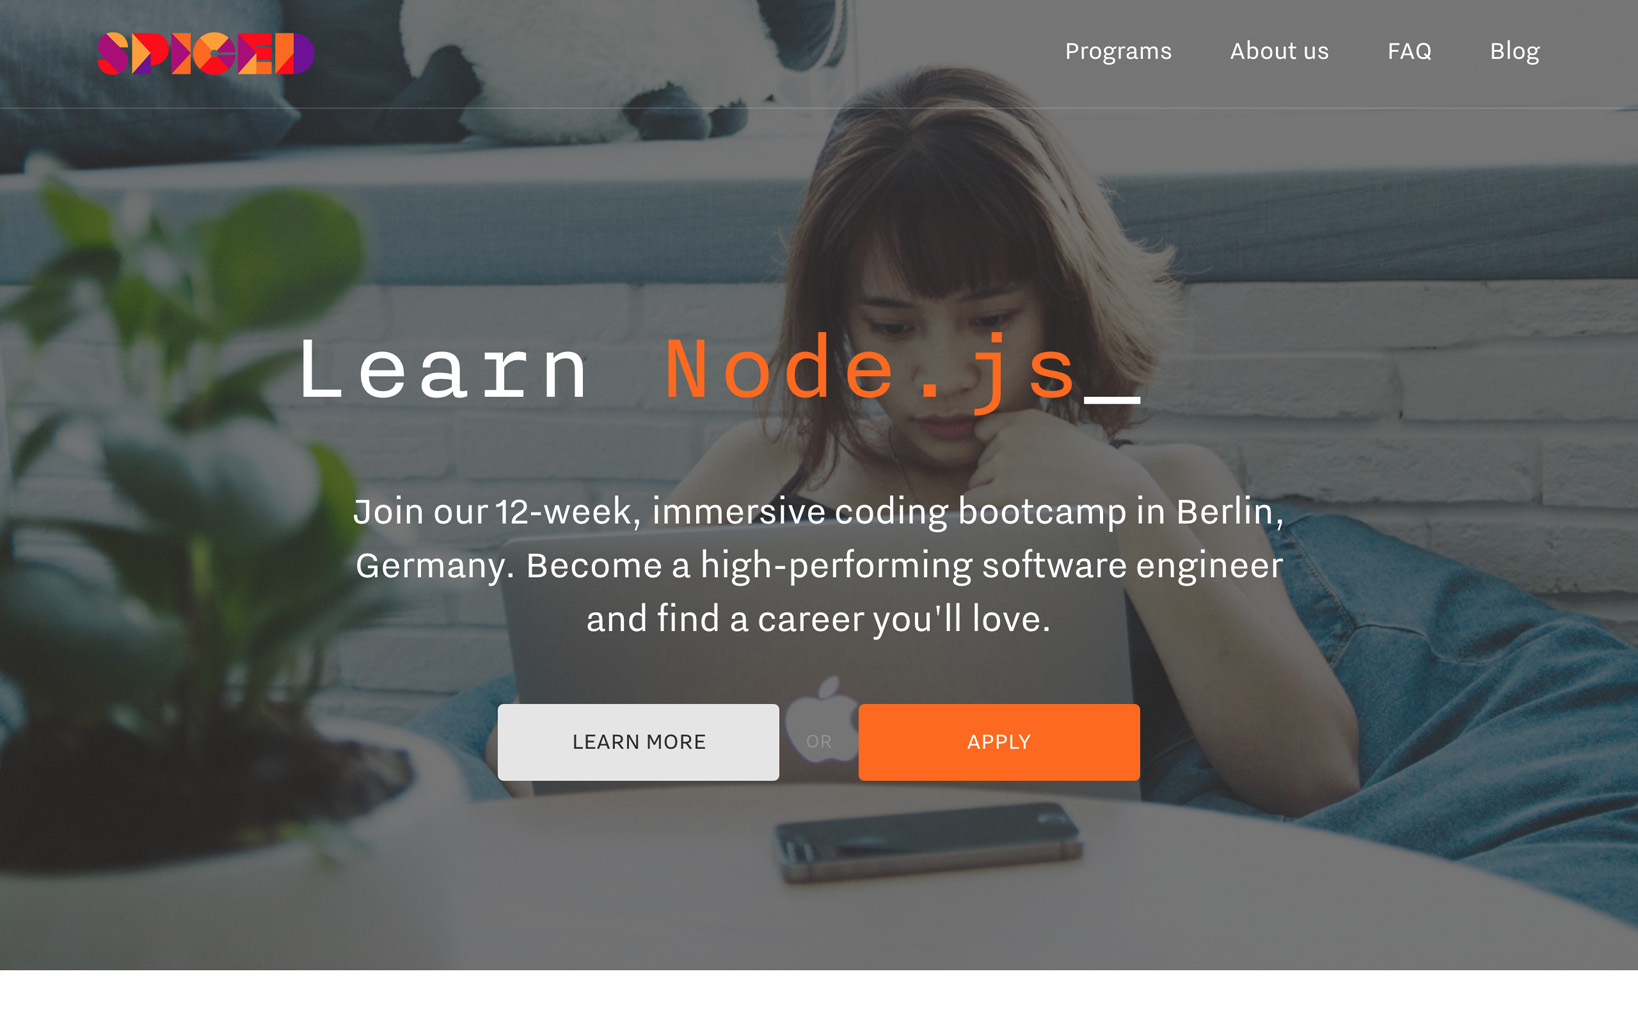 SPICED
Programs
About us
FAQ
Blog
Learn Node.js_
Join our 12-week, immersive coding bootcamp in Berlin,
Germany. Become a high-performing software engineer
and find a career you'll love.
LEARN MORE
OR
APPLY